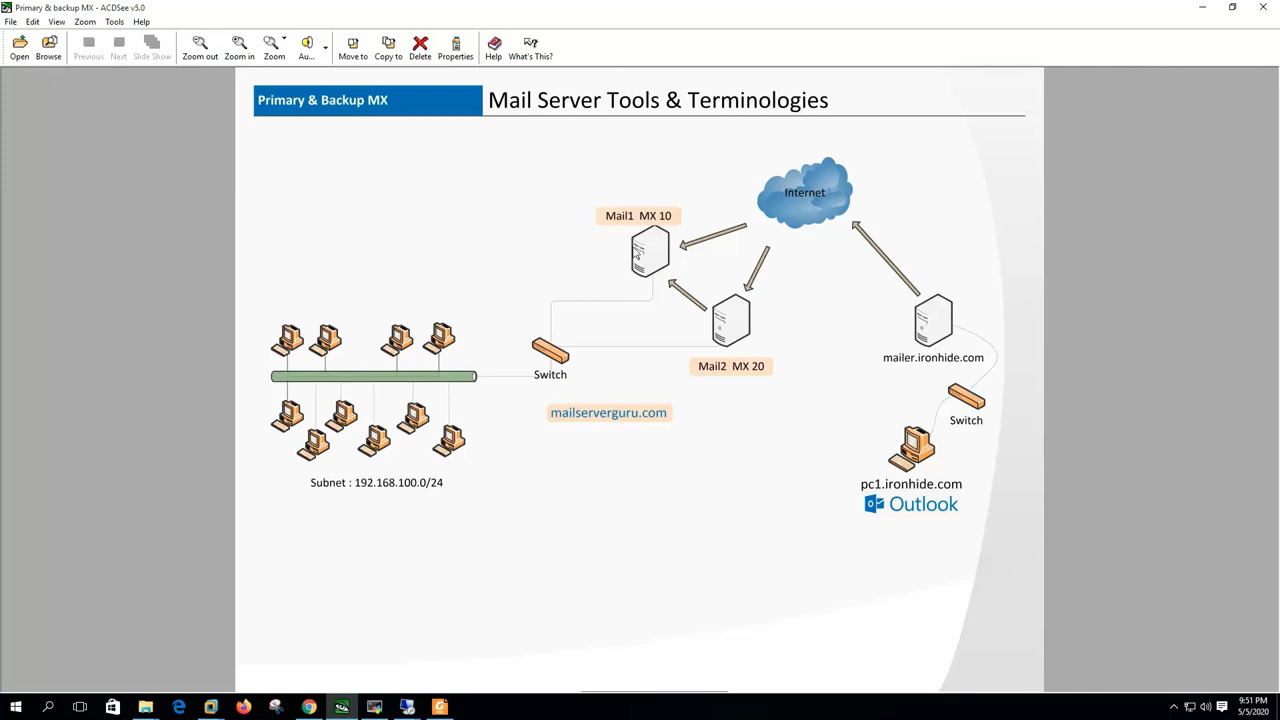 Primary & backup MX - ACDSee v5.0
File Edit View Zoom Tools Help
Open Browse Previous Next Slide Show Zoom out Zoom in Zoom Au... Move to Copy to Delete Properties Help What's This?
Primary & Backup MX
Mail Server Tools & Terminologies
Internet
Mail1 MX 10
mailer.ironhide.com
Mail2 MX 20
Switch
Switch
mailserverguru.com
Subnet : 192.168.100.0/24
pc1.ironhide.com
Outlook
9:51 PM
5/5/2020